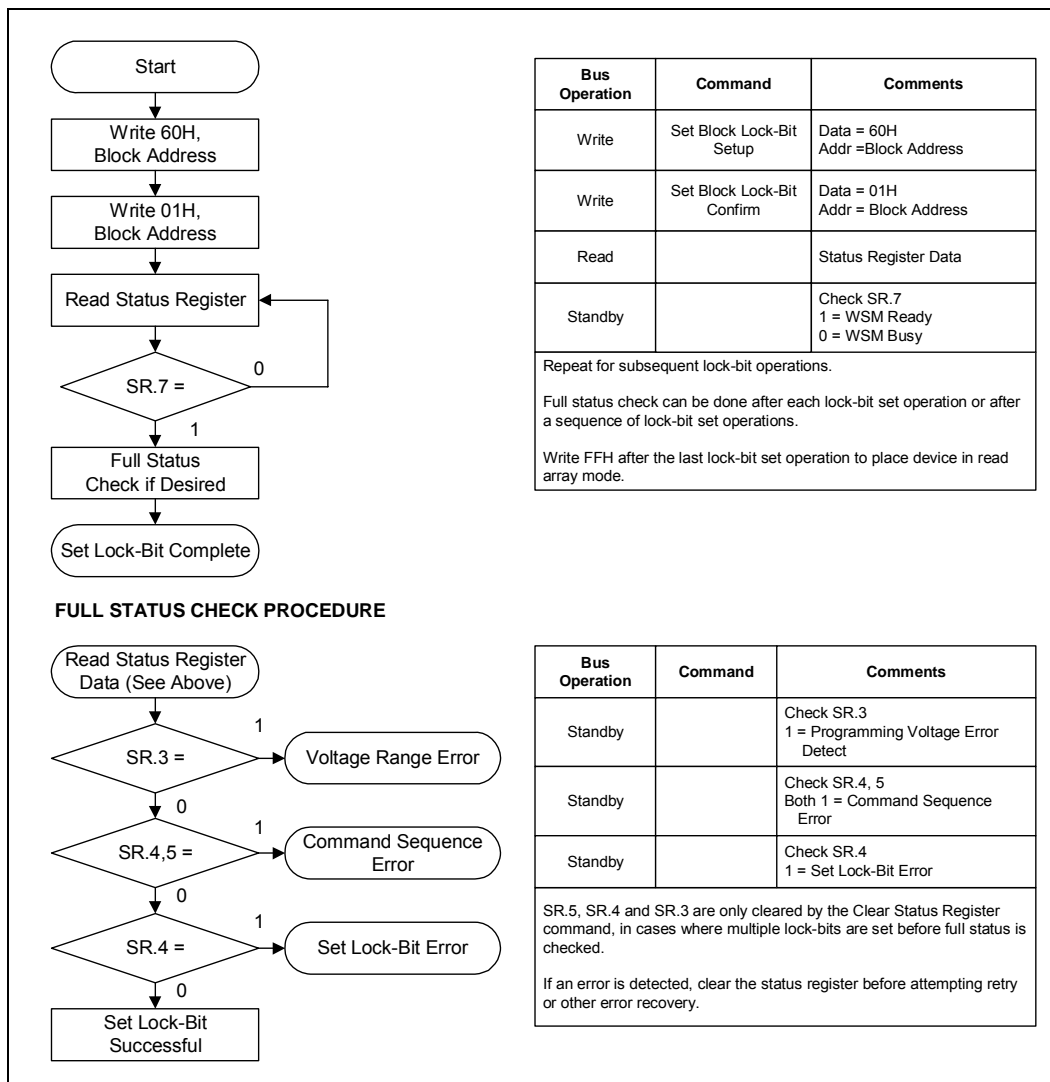 Start
Write 60H,
Block Address
Write 01H,
Block Address
Read Status Register
SR.7 =
0
1
Full Status
Check if Desired
Set Lock-Bit Complete
Bus
Operation
Command
Comments
Write
Set Block Lock-Bit
Setup
Data = 60H
Addr =Block Address
Write
Set Block Lock-Bit
Confirm
Data = 01H
Addr = Block Address
Read
Status Register Data
Standby
Check SR.7
1 = WSM Ready
0 = WSM Busy
Repeat for subsequent lock-bit operations.
Full status check can be done after each lock-bit set operation or after
a sequence of lock-bit set operations.
Write FFH after the last lock-bit set operation to place device in read
array mode.
FULL STATUS CHECK PROCEDURE
Read Status Register
Data (See Above)
SR.3 =
1
Voltage Range Error
0
SR.4,5 =
1
Command Sequence
Error
0
SR.4 =
1
Set Lock-Bit Error
0
Set Lock-Bit
Successful
Bus
Operation
Command
Comments
Standby
Check SR.3
1 = Programming Voltage Error
Detect
Standby
Check SR.4, 5
Both 1 = Command Sequence
Error
Standby
Check SR.4
1 = Set Lock-Bit Error
SR.5, SR.4 and SR.3 are only cleared by the Clear Status Register
command, in cases where multiple lock-bits are set before full status is
checked.
If an error is detected, clear the status register before attempting retry
or other error recovery.